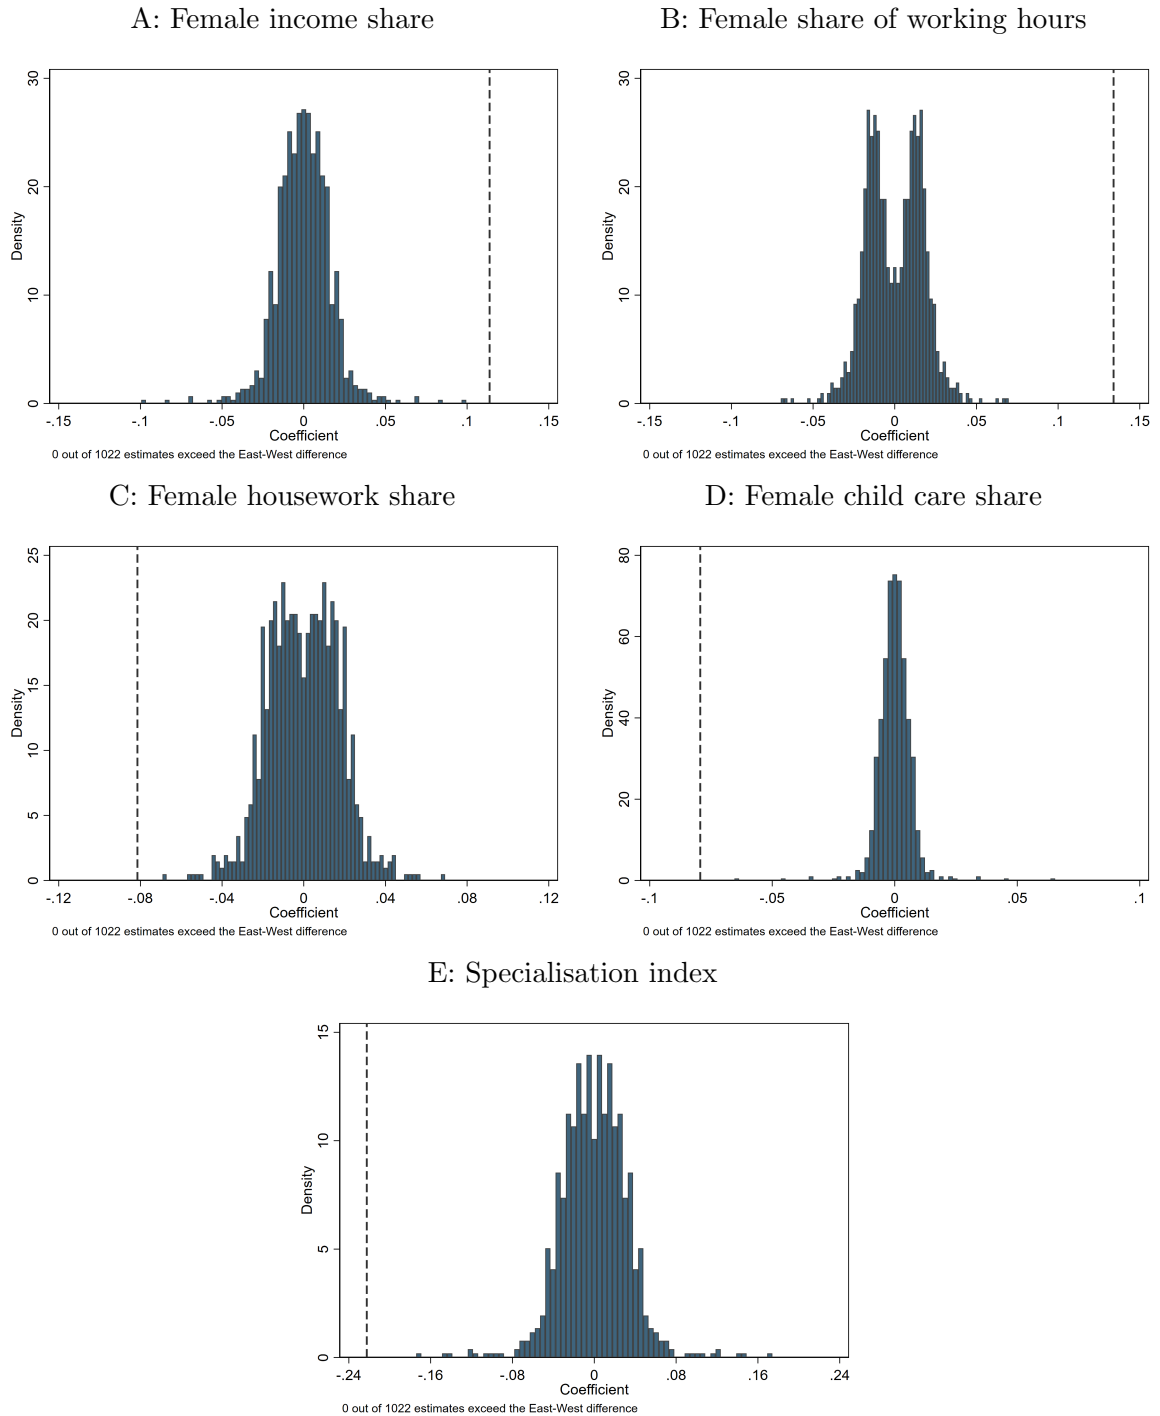 A: Female income share
B: Female share of working hours
Density
30
20
10
0
-.15 -.1 -.05 0 .05 .1 .15
Coefficient
0 out of 1022 estimates exceed the East-West difference
Density
30
20
10
0
-.15 -.1 -.05 0 .05 .1 .15
Coefficient
0 out of 1022 estimates exceed the East-West difference
C: Female housework share
D: Female child care share
Density
25
20
15
10
5
0
-.12 -.08 -.04 0 .04 .08 .12
Coefficient
0 out of 1022 estimates exceed the East-West difference
Density
80
60
40
20
0
-.1 -.05 0 .05 .1
Coefficient
0 out of 1022 estimates exceed the East-West difference
E: Specialisation index
Density
15
10
5
0
-.24 -.16 -.08 0 .08 .16 .24
Coefficient
0 out of 1022 estimates exceed the East-West difference